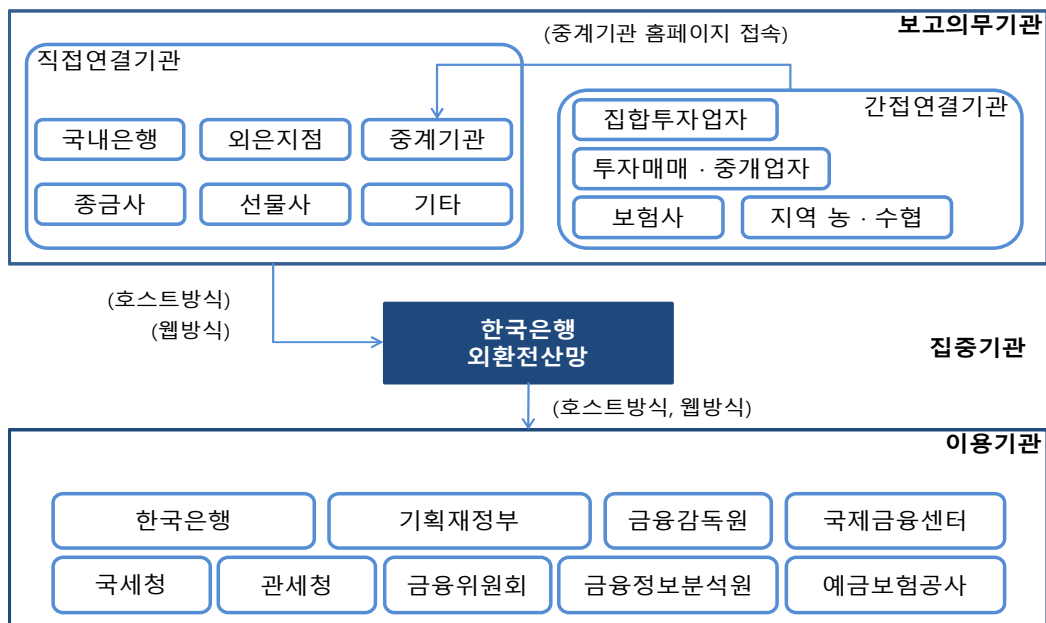 보고의무기관
(중계기관 홈페이지 접속)
직접연결기관
간접연결기관
국내은행
외은지점
중계기관
종금사
선물사
기타
집합투자업자
투자매매 · 중개업자
보험사
지역 농 · 수협
(호스트방식)
(웹방식)
한국은행
외환전산망
집중기관
(호스트방식, 웹방식)
이용기관
한국은행
기획재정부
금융감독원
국제금융센터
국세청
관세청
금융위원회
금융정보분석원
예금보험공사